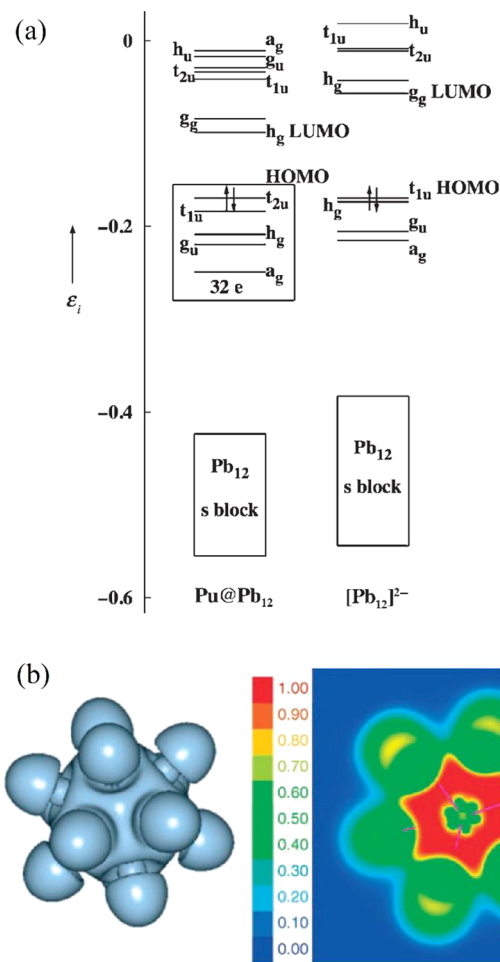 (a)
0
h_u
a_g
g_u
t_2u
t_1u
g_g
h_g LUMO
HOMO
t_2u
t_1u
h_g
g_u
a_g
32 e
h_u
t_1u
t_2u
h_g
g_g LUMO
t_1u HOMO
h_g
g_u
a_g
-0.2
ε_i
-0.4
-0.6
Pb_12
s block
Pb_12
s block
Pu@Pb_12
[Pb_12]^2−
(b)
1.00
0.90
0.80
0.70
0.60
0.50
0.40
0.30
0.20
0.10
0.00